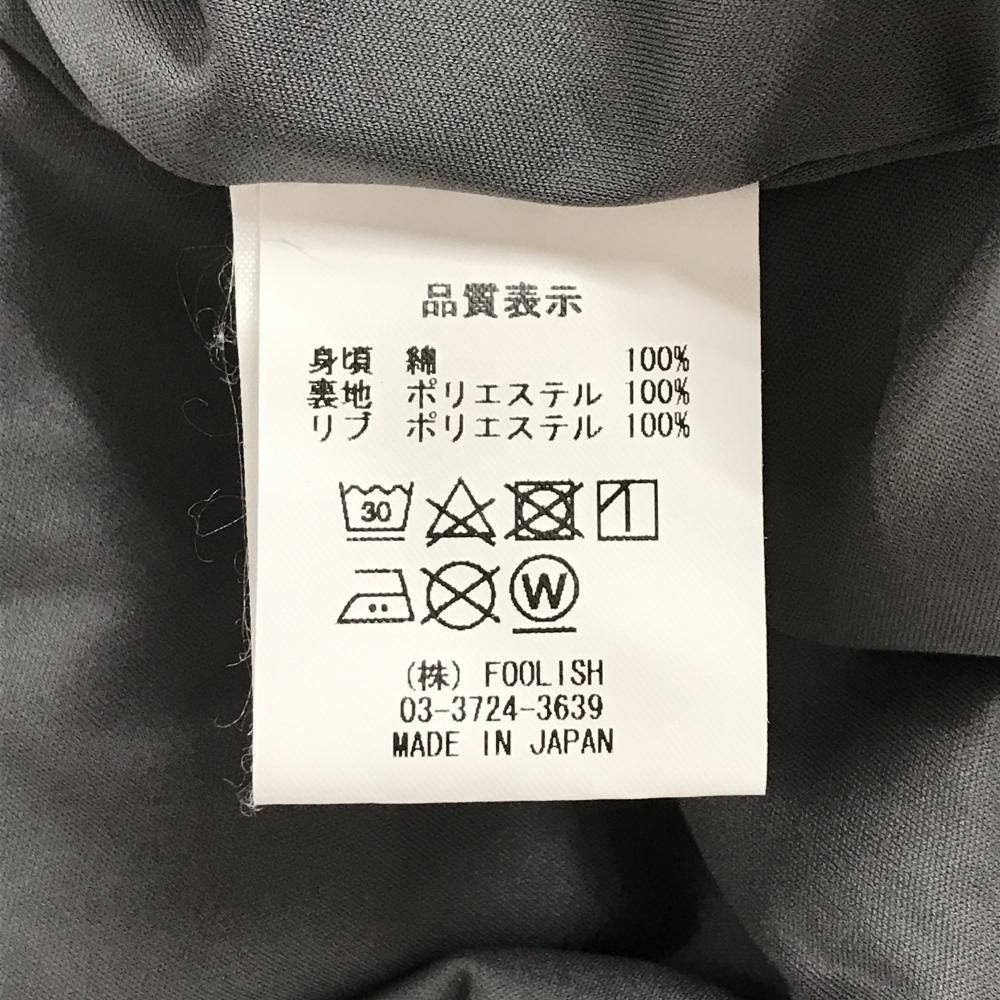 品質表示
身頃 綿 100%
裏地 ポリエステル 100%
リブ ポリエステル 100%
30
W
(株) FOOLISH
03-3724-3639
MADE IN JAPAN